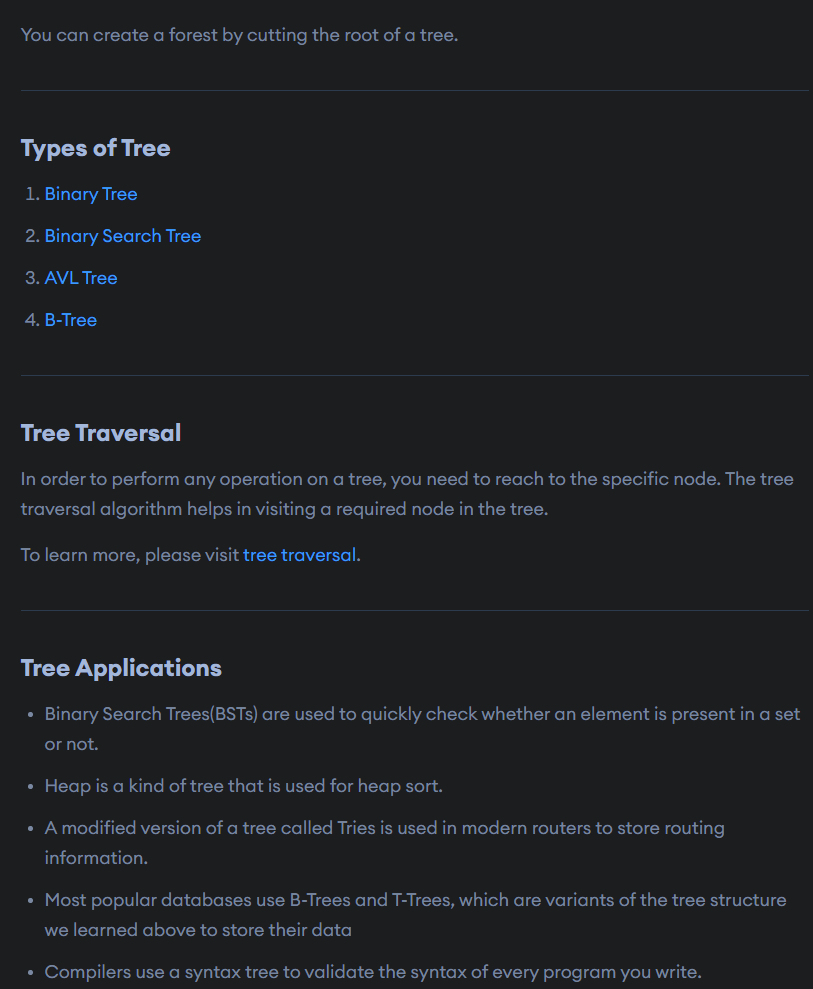 You can create a forest by cutting the root of a tree.
Types of Tree
1. Binary Tree
2. Binary Search Tree
3. AVL Tree
4. B-Tree
Tree Traversal
In order to perform any operation on a tree, you need to reach to the specific node. The tree
traversal algorithm helps in visiting a required node in the tree.
To learn more, please visit tree traversal.
Tree Applications
• Binary Search Trees(BSTs) are used to quickly check whether an element is present in a set
or not.
• Heap is a kind of tree that is used for heap sort.
• A modified version of a tree called Tries is used in modern routers to store routing
information.
• Most popular databases use B-Trees and T-Trees, which are variants of the tree structure
we learned above to store their data
• Compilers use a syntax tree to validate the syntax of every program you write.